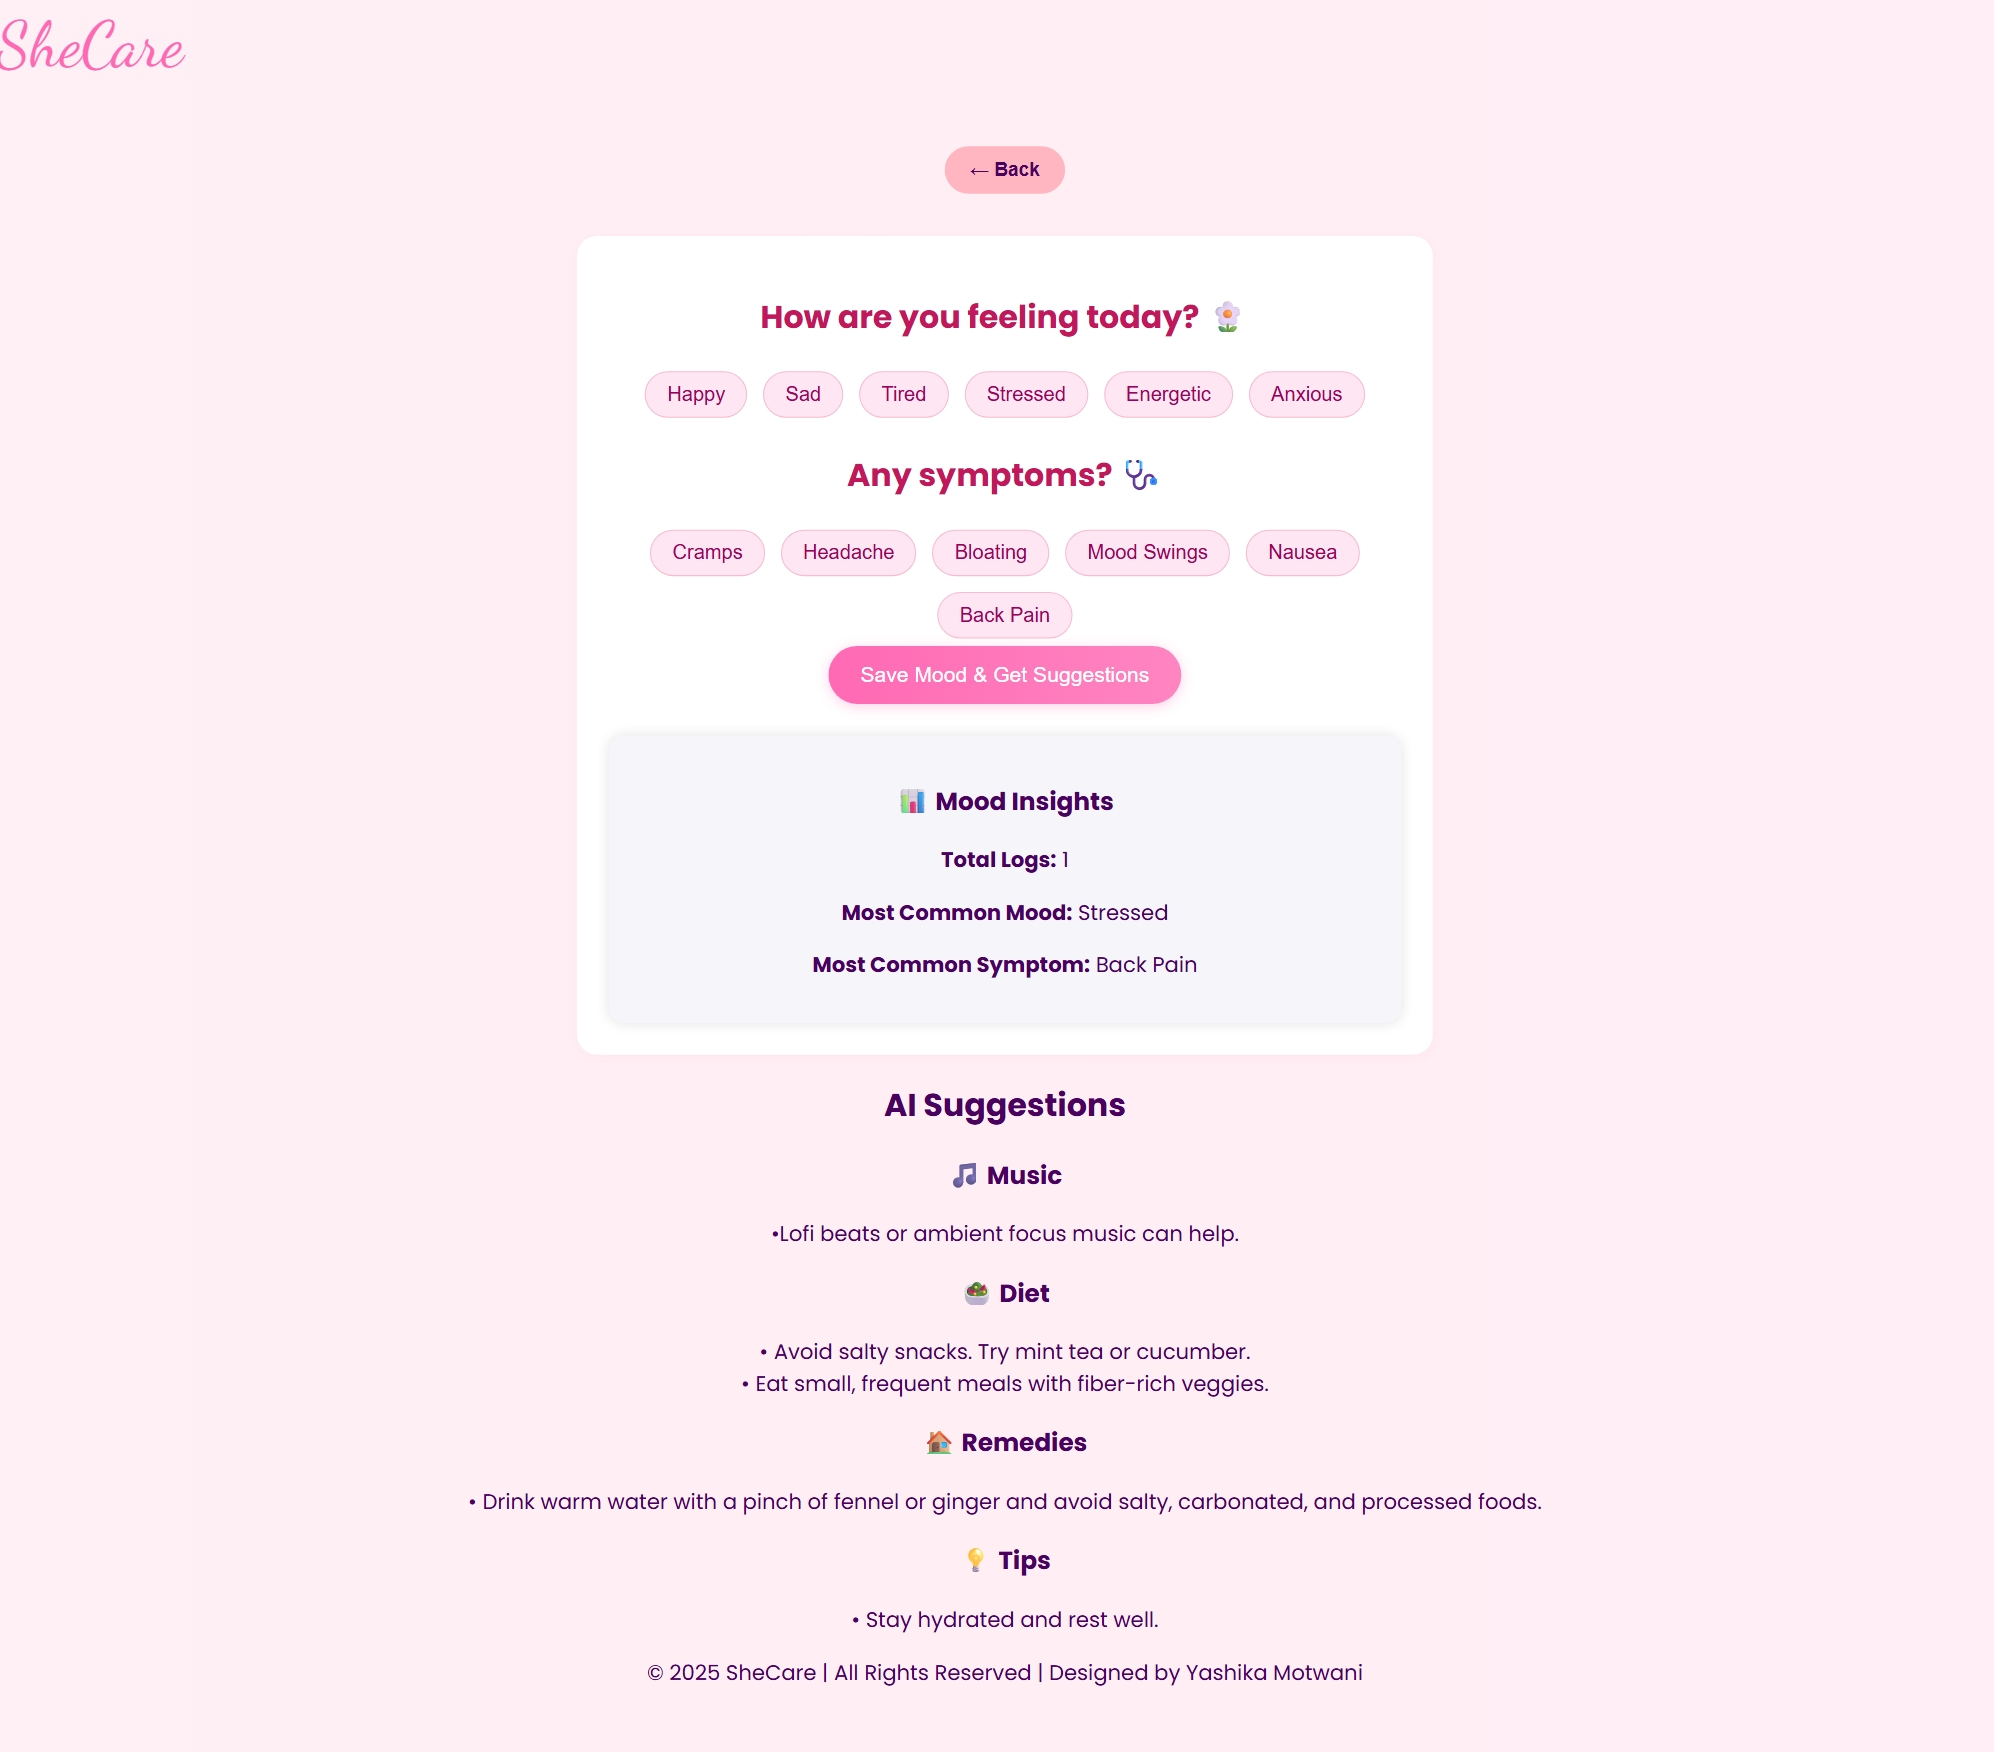 SheCare
← Back
How are you feeling today? 🌸
Happy Sad Tired Stressed Energetic Anxious
Any symptoms? 🩺
Cramps Headache Bloating Mood Swings Nausea
Back Pain
Save Mood & Get Suggestions
📊 Mood Insights
Total Logs: 1
Most Common Mood: Stressed
Most Common Symptom: Back Pain
AI Suggestions
🎵 Music
•Lofi beats or ambient focus music can help.
🥗 Diet
• Avoid salty snacks. Try mint tea or cucumber.
• Eat small, frequent meals with fiber-rich veggies.
🏠 Remedies
• Drink warm water with a pinch of fennel or ginger and avoid salty, carbonated, and processed foods.
💡 Tips
• Stay hydrated and rest well.
© 2025 SheCare | All Rights Reserved | Designed by Yashika Motwani